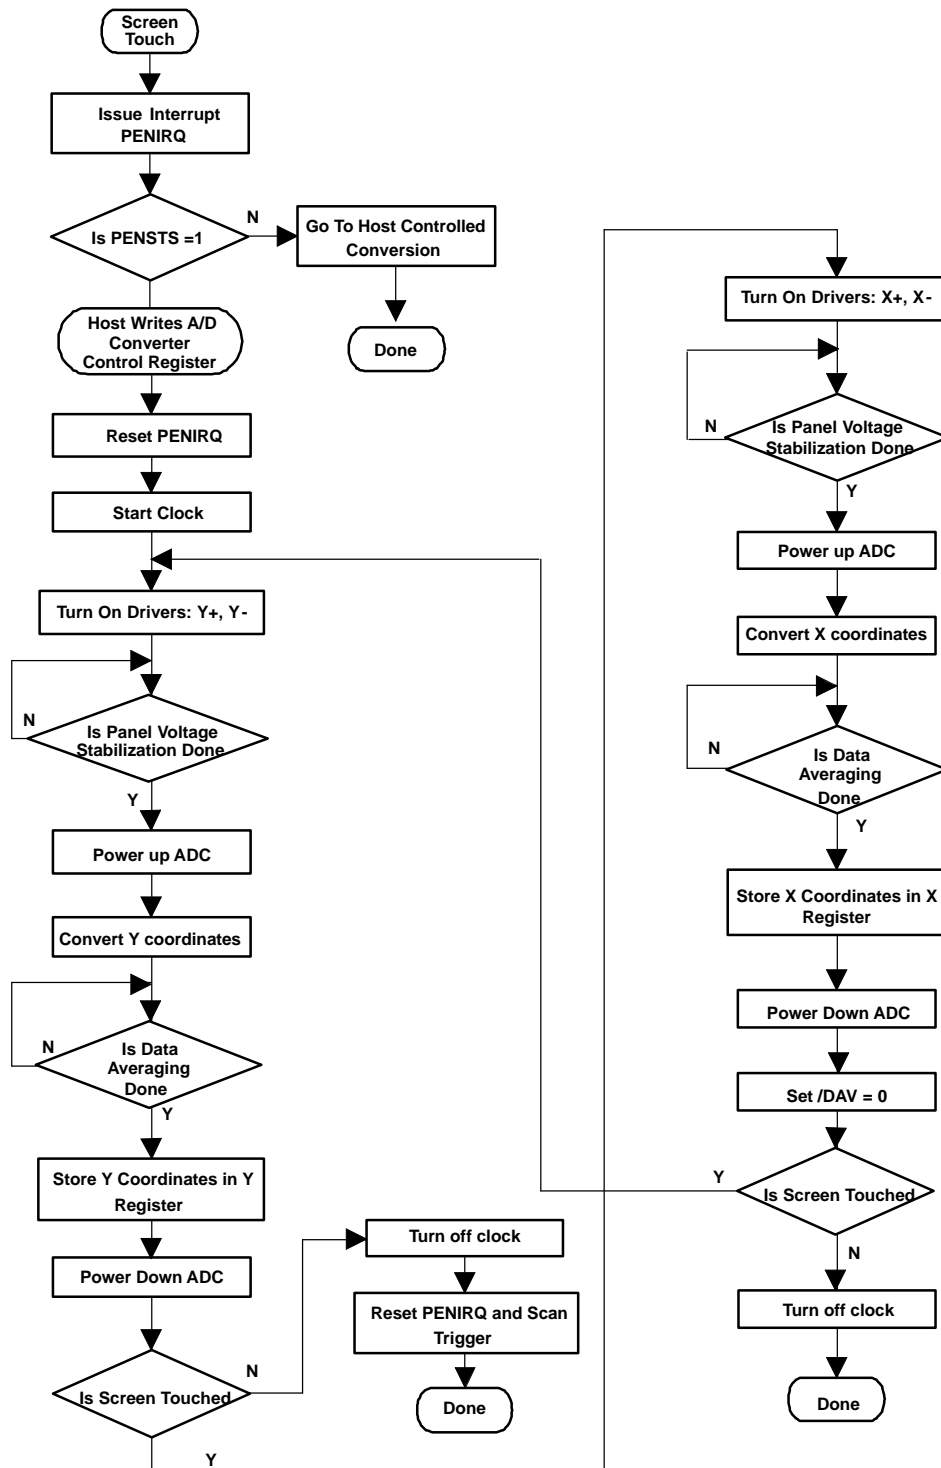 Screen
Touch
Issue Interrupt
PENIRQ
Is PENSTS =1
N
Go To Host Controlled
Conversion
Done
Host Writes A/D
Converter
Control Register
Reset PENIRQ
Start Clock
Turn On Drivers: Y+, Y-
N
Is Panel Voltage
Stabilization Done
Y
Power up ADC
Convert Y coordinates
N
Is Data
Averaging
Done
Y
Store Y Coordinates in Y
Register
Power Down ADC
Is Screen Touched
N
Y
Turn off clock
Reset PENIRQ and Scan
Trigger
Done
Turn On Drivers: X+, X-
N
Is Panel Voltage
Stabilization Done
Y
Power up ADC
Convert X coordinates
N
Is Data
Averaging
Done
Y
Store X Coordinates in X
Register
Power Down ADC
Set /DAV = 0
Y
Is Screen Touched
N
Turn off clock
Done